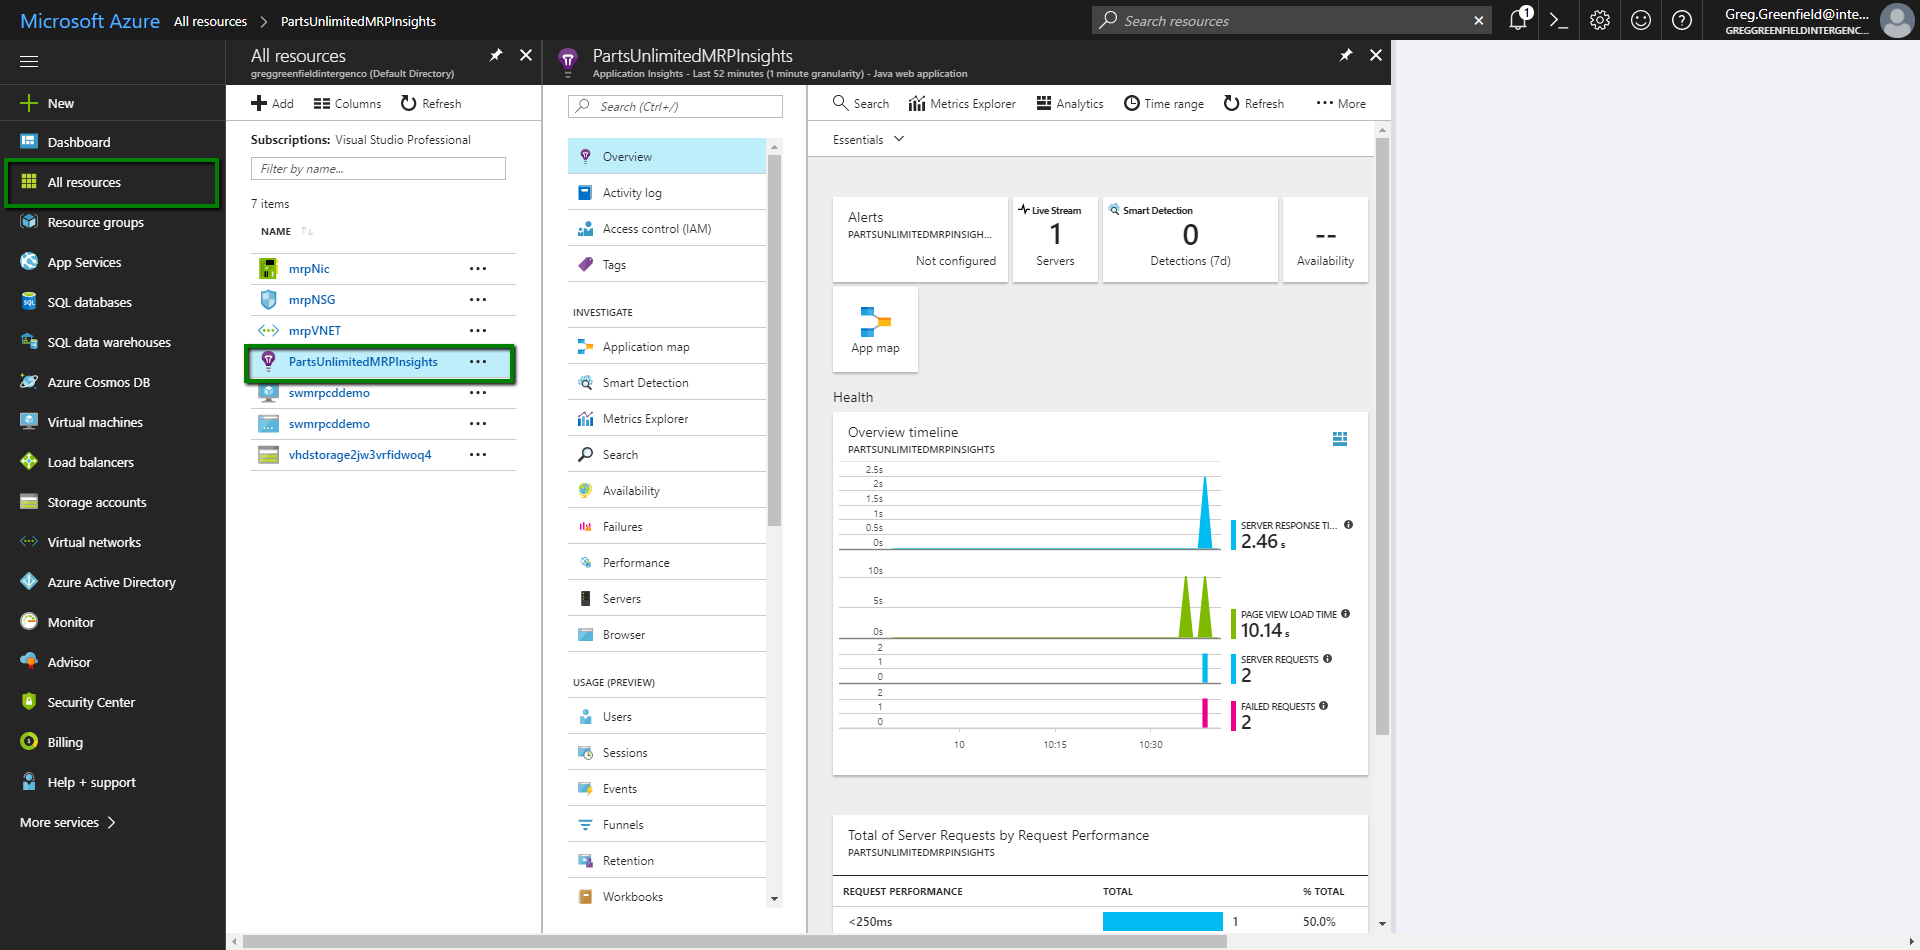 Microsoft Azure
All resources > PartsUnlimitedMRPInsights
Search resources
1
Greg.Greenfield@inte...
GREGGREENFIELDINTERGENC...
New
Dashboard
All resources
Resource groups
App Services
SQL databases
SQL data warehouses
Azure Cosmos DB
Virtual machines
Load balancers
Storage accounts
Virtual networks
Azure Active Directory
Monitor
Advisor
Security Center
Billing
Help + support
More services >
All resources
greggreenfieldintergenco (Default Directory)
Add Columns Refresh
Subscriptions: Visual Studio Professional
Filter by name...
7 items
NAME
mrpNic
mrpNSG
mrpVNET
PartsUnlimitedMRPInsights
swmrpcddemo
swmrpcddemo
vhdstorage2jw3vrfidwoq4
PartsUnlimitedMRPInsights
Application Insights - Last 52 minutes (1 minute granularity) - Java web application
Search (Ctrl+/)
Overview
Activity log
Access control (IAM)
Tags
INVESTIGATE
Application map
Smart Detection
Metrics Explorer
Search
Availability
Failures
Performance
Servers
Browser
USAGE (PREVIEW)
Users
Sessions
Events
Funnels
Retention
Workbooks
Search Metrics Explorer Analytics Time range Refresh ... More
Essentials
Alerts
PARTSUNLIMITEDMRPINSIGH...
Not configured
Live Stream
1
Servers
Smart Detection
0
Detections (7d)
--
Availability
App map
Health
Overview timeline
PARTSUNLIMITEDMRPINSIGHTS
2.5s
2s
1.5s
1s
0.5s
0s
SERVER RESPONSE TI...
2.46 s
10s
5s
0s
PAGE VIEW LOAD TIME
10.14 s
2
1
0
SERVER REQUESTS
2
2
1
0
FAILED REQUESTS
2
10 10:15 10:30
Total of Server Requests by Request Performance
PARTSUNLIMITEDMRPINSIGHTS
REQUEST PERFORMANCE TOTAL % TOTAL
<250ms 1 50.0%